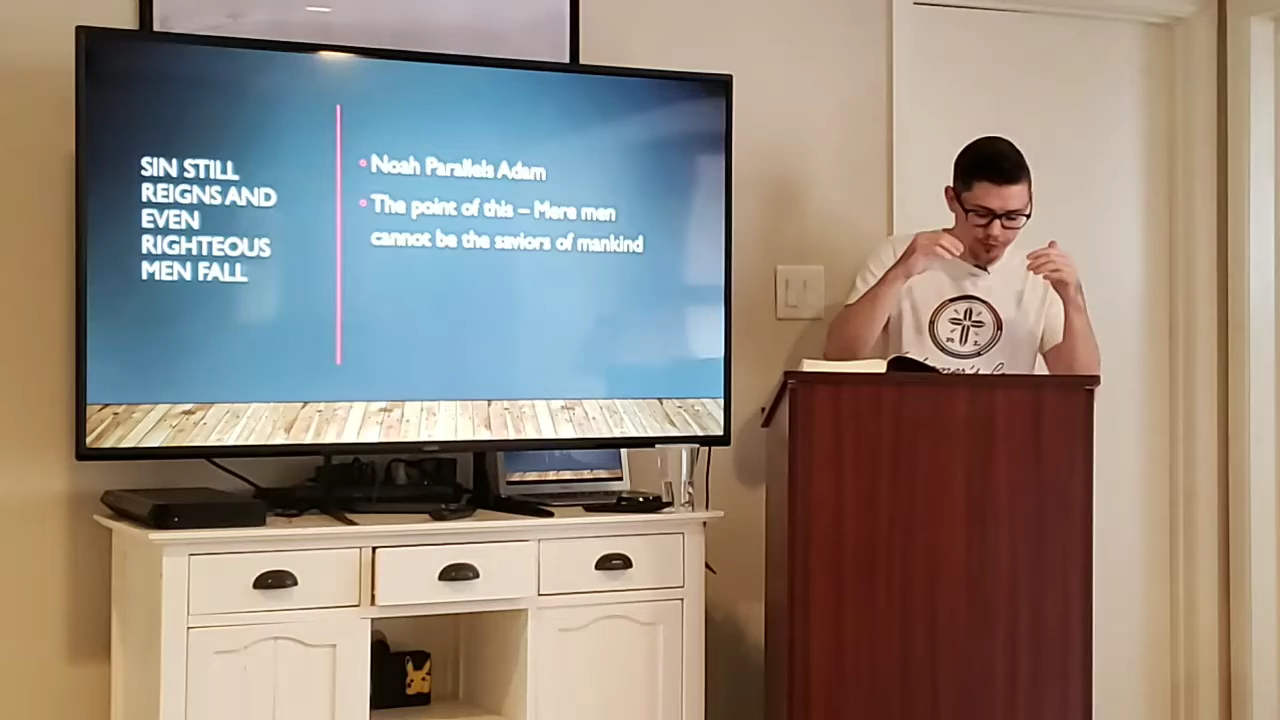 SIN STILL
REIGNS AND
EVEN
RIGHTEOUS
MEN FALL
Noah Parallels Adam
The point of this – Mere men
cannot be the saviors of mankind